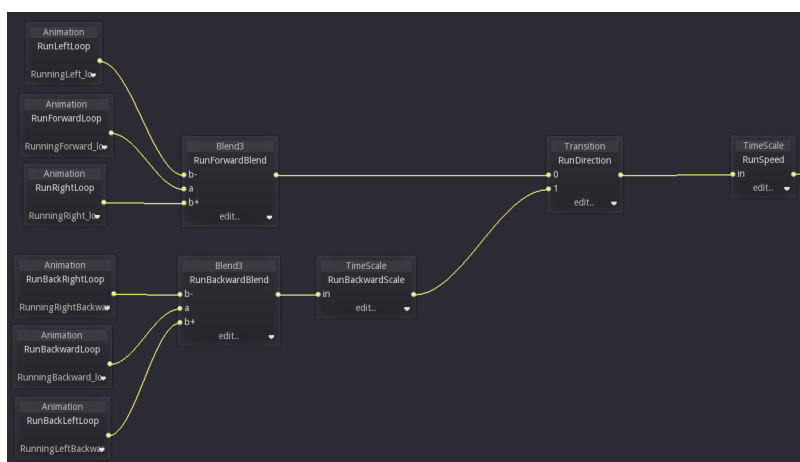 Animation
RunLeftLoop
RunningLeft_lo
Animation
RunForwardLoop
RunningForward_lo
Animation
RunRightLoop
RunningRight_lo
Blend3
RunForwardBlend
b-
a
b+
edit..
Transition
RunDirection
0
1
edit..
TimeScale
RunSpeed
in
edit..
Animation
RunBackRightLoop
RunningRightBackwa
Animation
RunBackwardLoop
RunningBackward_lo
Animation
RunBackLeftLoop
RunningLeftBackwa
Blend3
RunBackwardBlend
b-
a
b+
edit..
TimeScale
RunBackwardScale
in
edit..